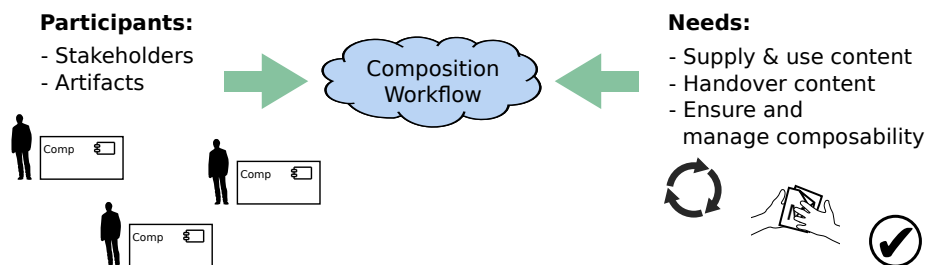 Participants:
- Stakeholders
- Artifacts
Composition
Workflow
Needs:
- Supply & use content
- Handover content
- Ensure and
manage composability
Comp
Comp
Comp